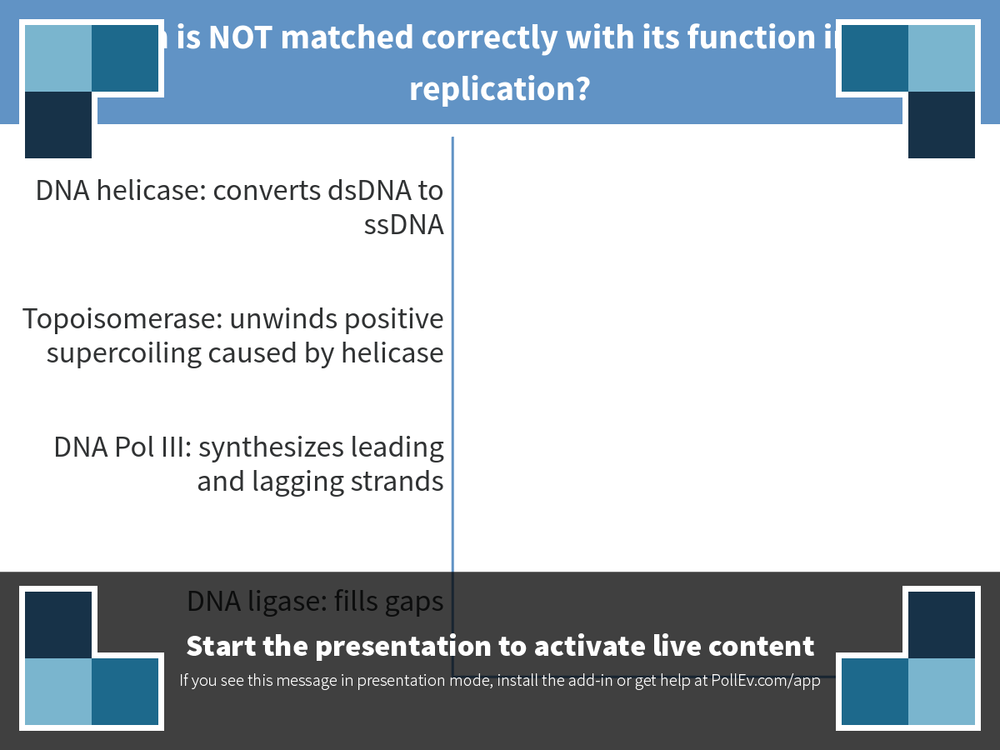 is NOT matched correctly with its function
replication?
DNA helicase: converts dsDNA to
ssDNA
Topoisomerase: unwinds positive
supercoiling caused by helicase
DNA Pol III: synthesizes leading
and lagging strands
DNA ligase: fills gaps
Start the presentation to activate live content
If you see this message in presentation mode, install the add-in or get help at PollEv.com/app